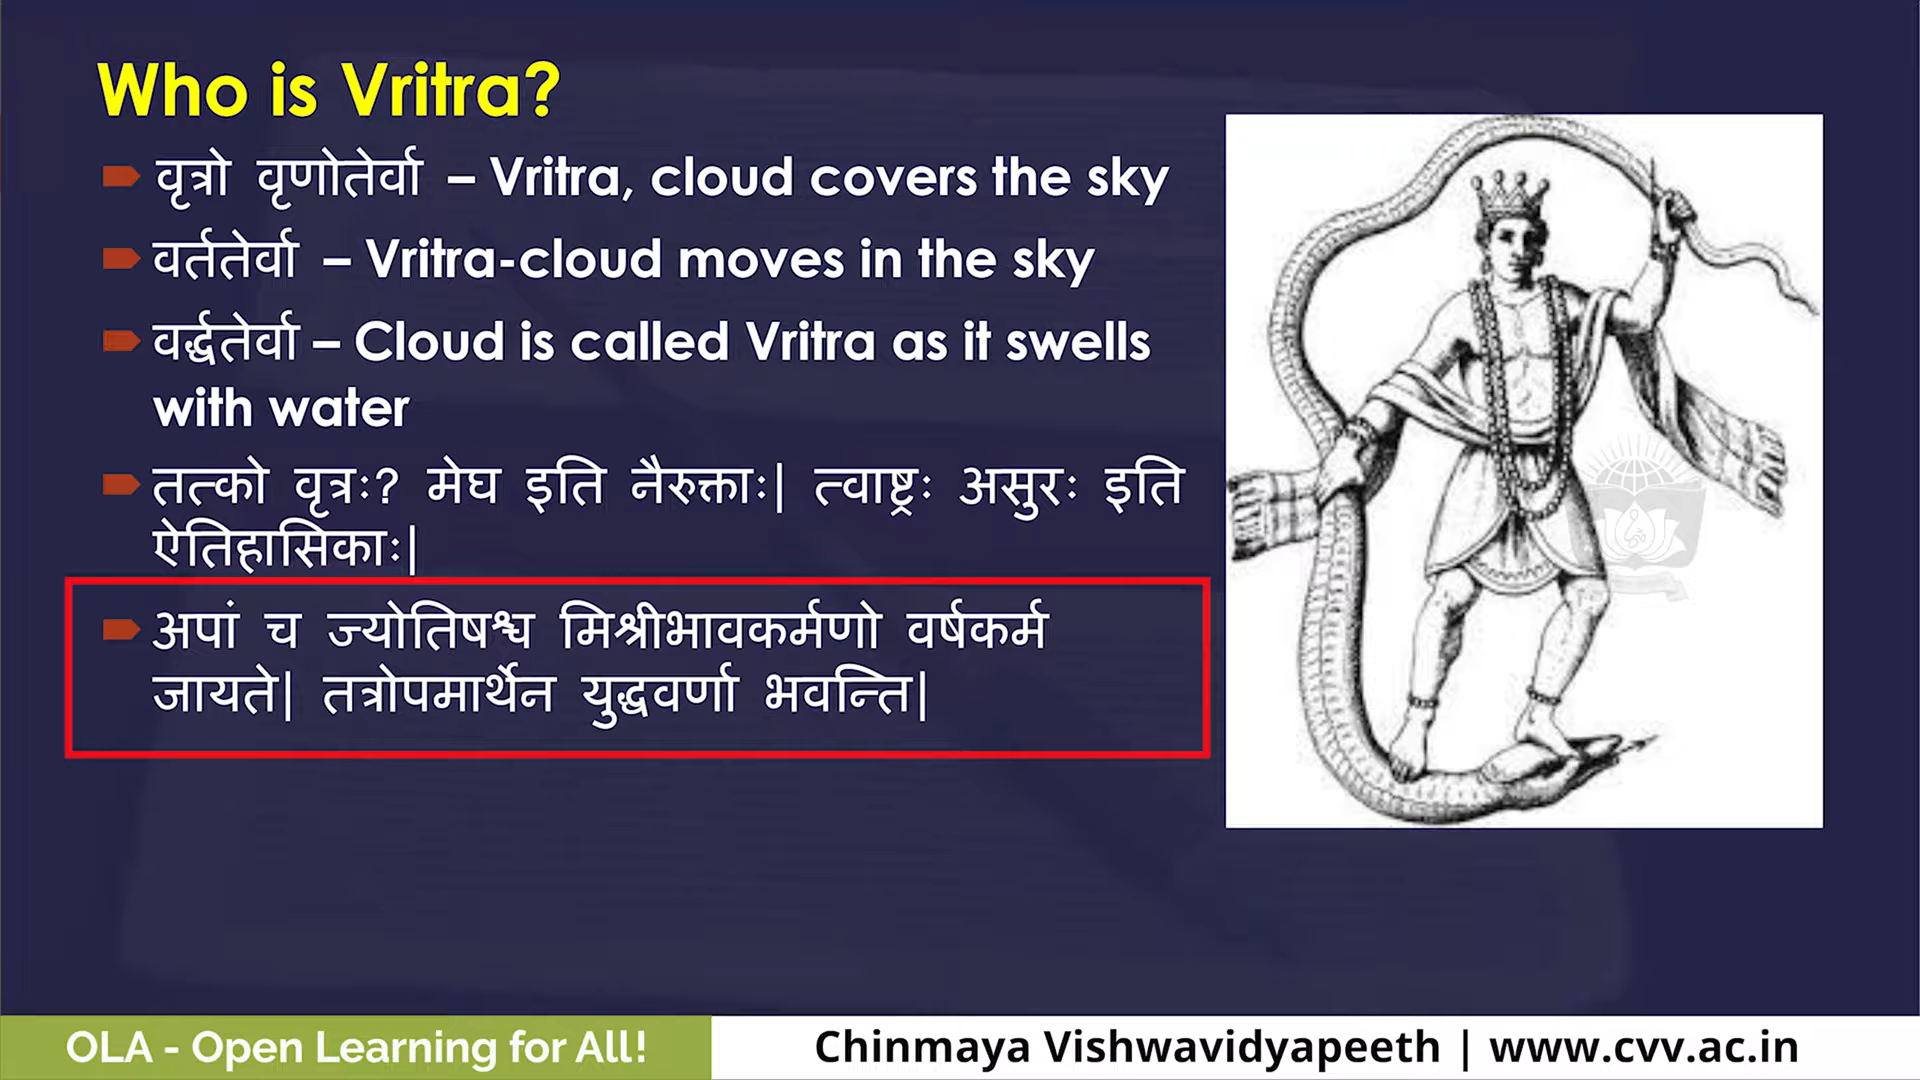 Who is Vritra?
वृत्रो वृणोतेर्वा – Vritra, cloud covers the sky
वर्ततेर्वा – Vritra-cloud moves in the sky
वर्द्धतेर्वा – Cloud is called Vritra as it swells
with water
तत्को वृत्रः? मेघ इति नैरुक्ताः| त्वाष्ट्रः असुरः इति
ऐतिहासिकाः|
अपां च ज्योतिषश्च मिश्रीभावकर्मणो वर्षकर्म
जायते| तत्रोपमार्थेन युद्धवर्णा भवन्ति|
OLA - Open Learning for All!
Chinmaya Vishwavidyapeeth | www.cvv.ac.in